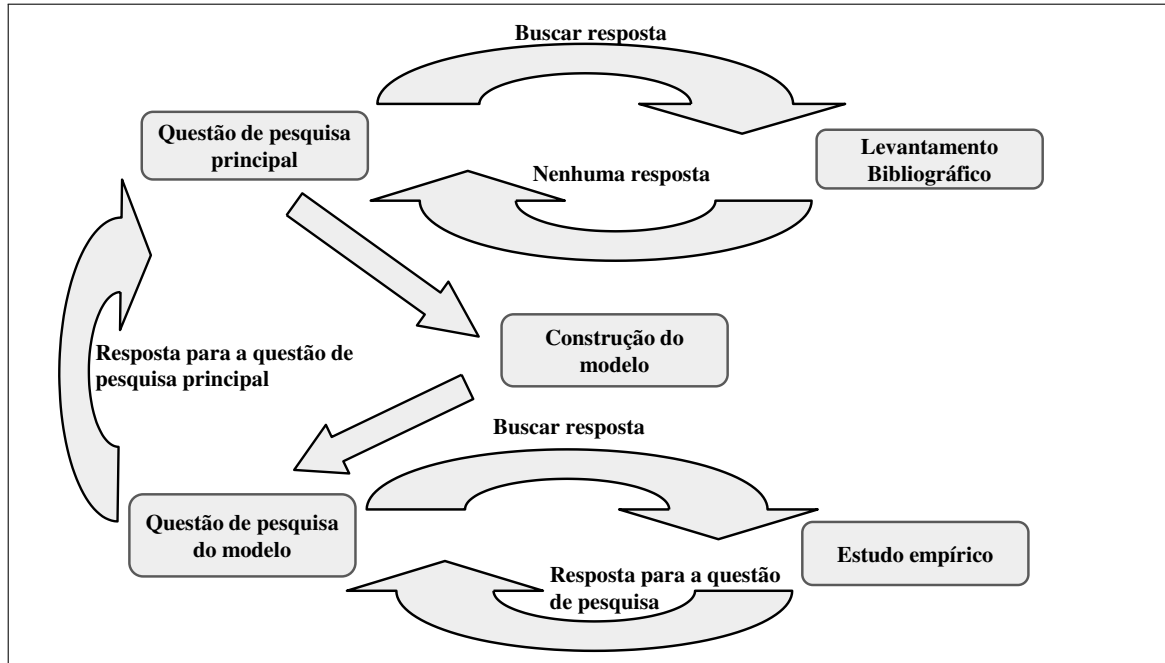 Buscar resposta
Questão de pesquisa
principal
Levantamento
Bibliográfico
Nenhuma resposta
Construção do
modelo
Resposta para a questão de
pesquisa principal
Buscar resposta
Questão de pesquisa
do modelo
Estudo empírico
Resposta para a questão
de pesquisa